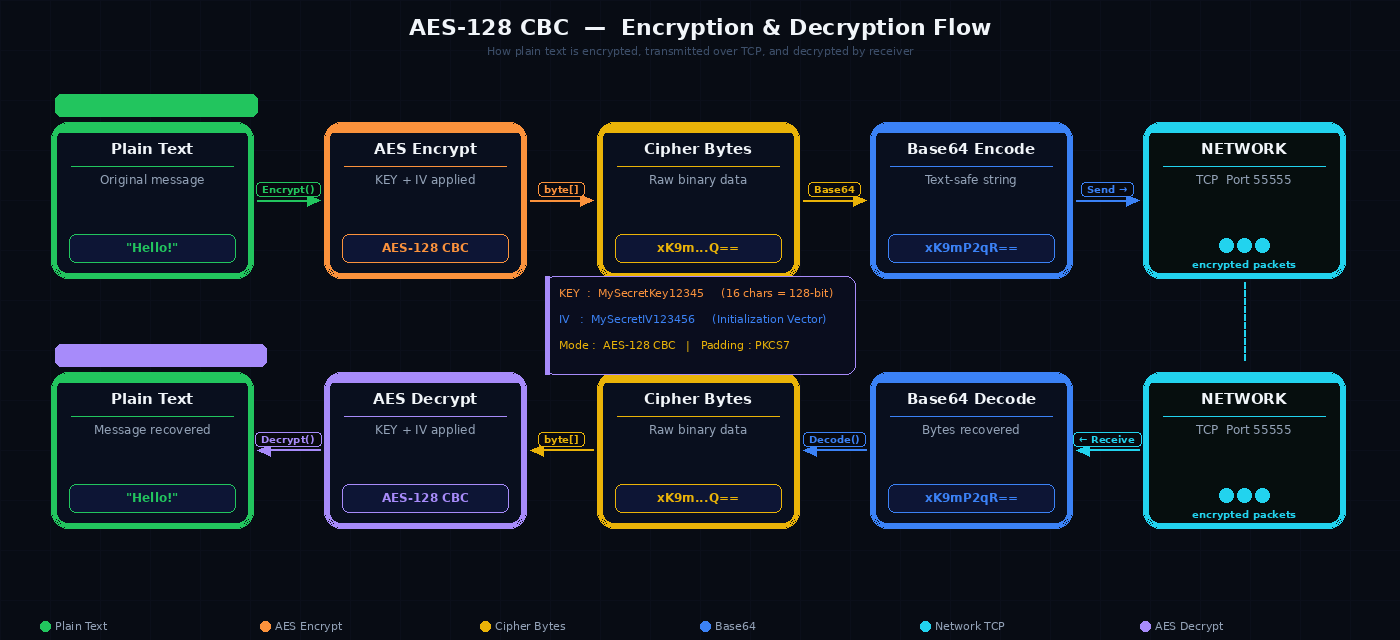 AES-128 CBC — Encryption & Decryption Flow
How plain text is encrypted, transmitted over TCP, and decrypted by receiver
Plain Text
Original message
"Hello!"
Encrypt()
AES Encrypt
KEY + IV applied
AES-128 CBC
byte[]
Cipher Bytes
Raw binary data
xK9m...Q==
Base64
Base64 Encode
Text-safe string
xK9mP2qR==
Send →
NETWORK
TCP Port 55555
encrypted packets
KEY : MySecretKey12345 (16 chars = 128-bit)
IV : MySecretIV123456 (Initialization Vector)
Mode : AES-128 CBC | Padding : PKCS7
Plain Text
Message recovered
"Hello!"
Decrypt()
AES Decrypt
KEY + IV applied
AES-128 CBC
byte[]
Cipher Bytes
Raw binary data
xK9m...Q==
Decode()
Base64 Decode
Bytes recovered
xK9mP2qR==
← Receive
NETWORK
TCP Port 55555
encrypted packets
Plain Text
AES Encrypt
Cipher Bytes
Base64
Network TCP
AES Decrypt